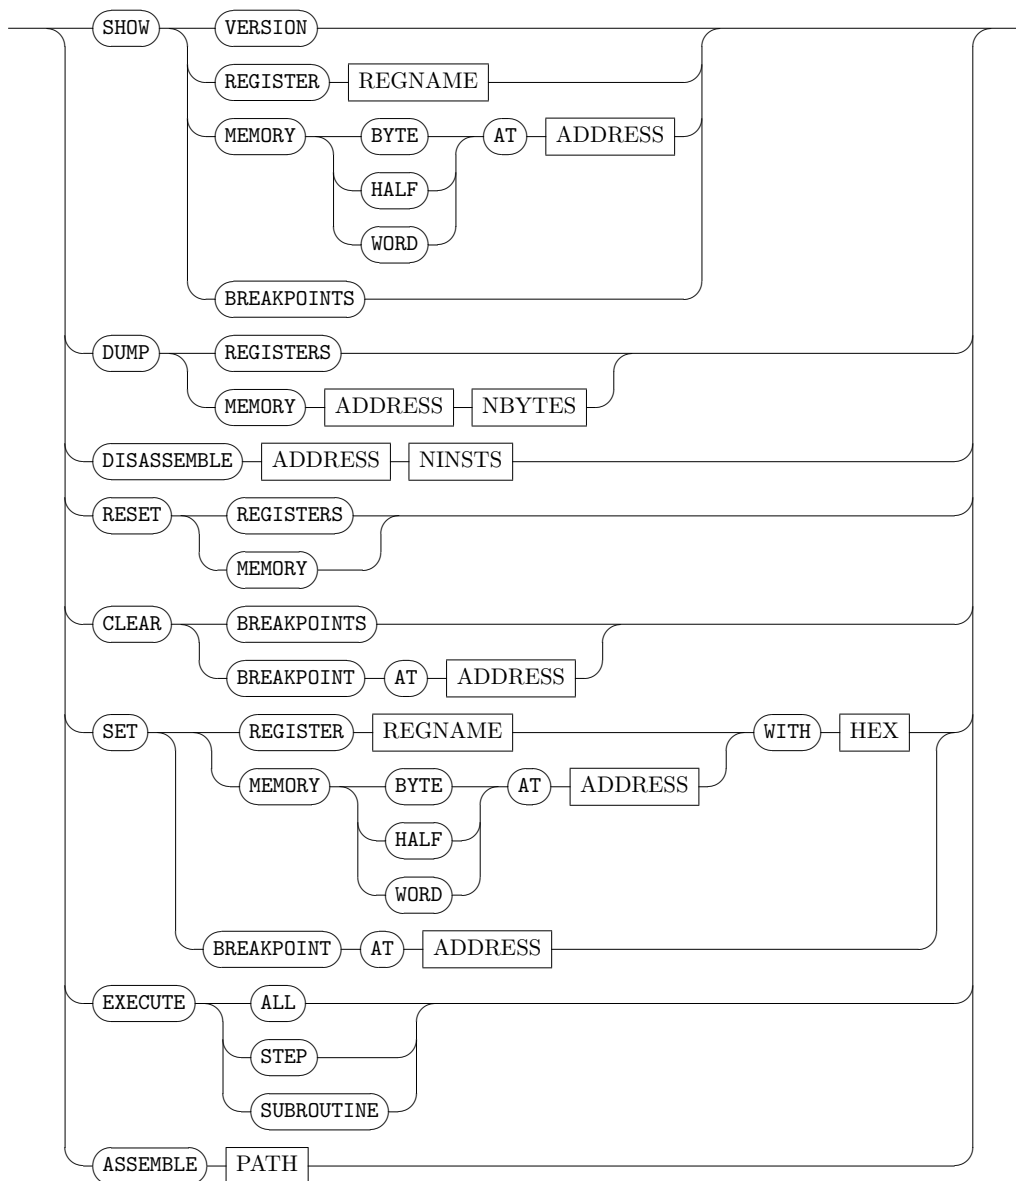 SHOW VERSION
REGISTER REGNAME
MEMORY BYTE AT ADDRESS
HALF
WORD
BREAKPOINTS
DUMP REGISTERS
MEMORY ADDRESS NBYTES
DISASSEMBLE ADDRESS NINSTS
RESET REGISTERS
MEMORY
CLEAR BREAKPOINTS
BREAKPOINT AT ADDRESS
SET REGISTER REGNAME WITH HEX
MEMORY BYTE AT ADDRESS
HALF
WORD
BREAKPOINT AT ADDRESS
EXECUTE ALL
STEP
SUBROUTINE
ASSEMBLE PATH